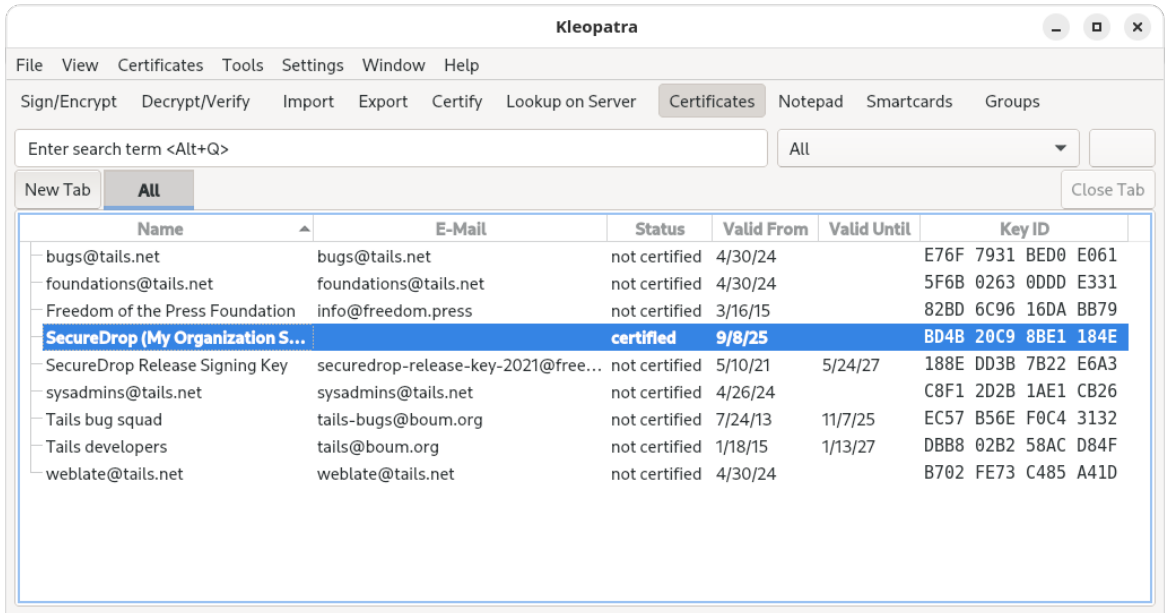 Kleopatra
File View Certificates Tools Settings Window Help
Sign/Encrypt Decrypt/Verify Import Export Certify Lookup on Server Certificates Notepad Smartcards Groups
Enter search term <Alt+Q> All
New Tab All Close Tab
Name E-Mail Status Valid From Valid Until Key ID
bugs@tails.net bugs@tails.net not certified 4/30/24 E76F 7931 BED0 E061
foundations@tails.net foundations@tails.net not certified 4/30/24 5F6B 0263 0DDD E331
Freedom of the Press Foundation info@freedom.press not certified 3/16/15 82BD 6C96 16DA BB79
SecureDrop (My Organization S... certified 9/8/25 BD4B 20C9 8BE1 184E
SecureDrop Release Signing Key securedrop-release-key-2021@free... not certified 5/10/21 5/24/27 188E DD3B 7B22 E6A3
sysadmins@tails.net sysadmins@tails.net not certified 4/26/24 C8F1 2D2B 1AE1 CB26
Tails bug squad tails-bugs@boum.org not certified 7/24/13 11/7/25 EC57 B56E F0C4 3132
Tails developers tails@boum.org not certified 1/18/15 1/13/27 DBB8 02B2 58AC D84F
weblate@tails.net weblate@tails.net not certified 4/30/24 B702 FE73 C485 A41D